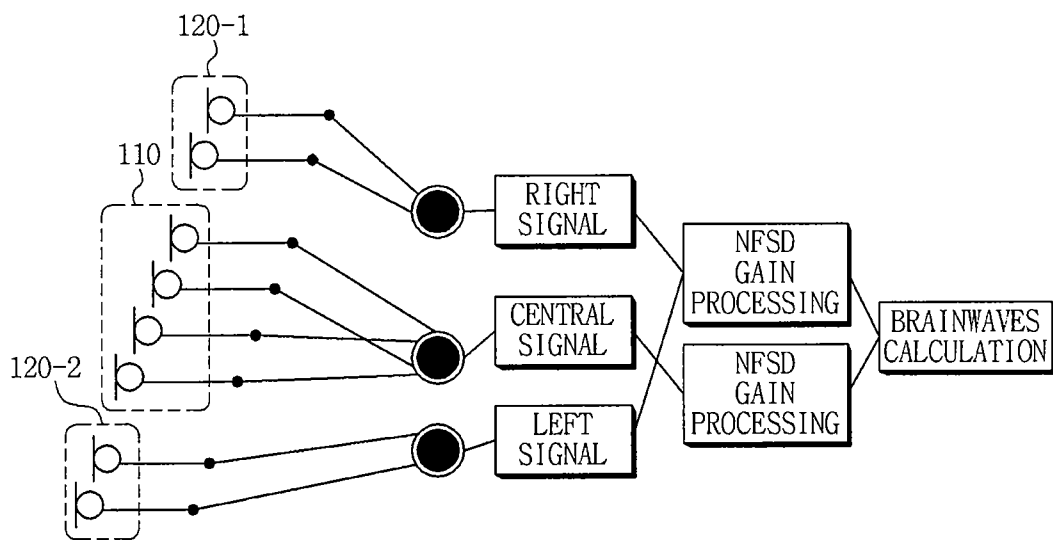 120-1
110
120-2
RIGHT
SIGNAL
CENTRAL
SIGNAL
LEFT
SIGNAL
NFSD
GAIN
PROCESSING
NFSD
GAIN
PROCESSING
BRAINWAVES
CALCULATION